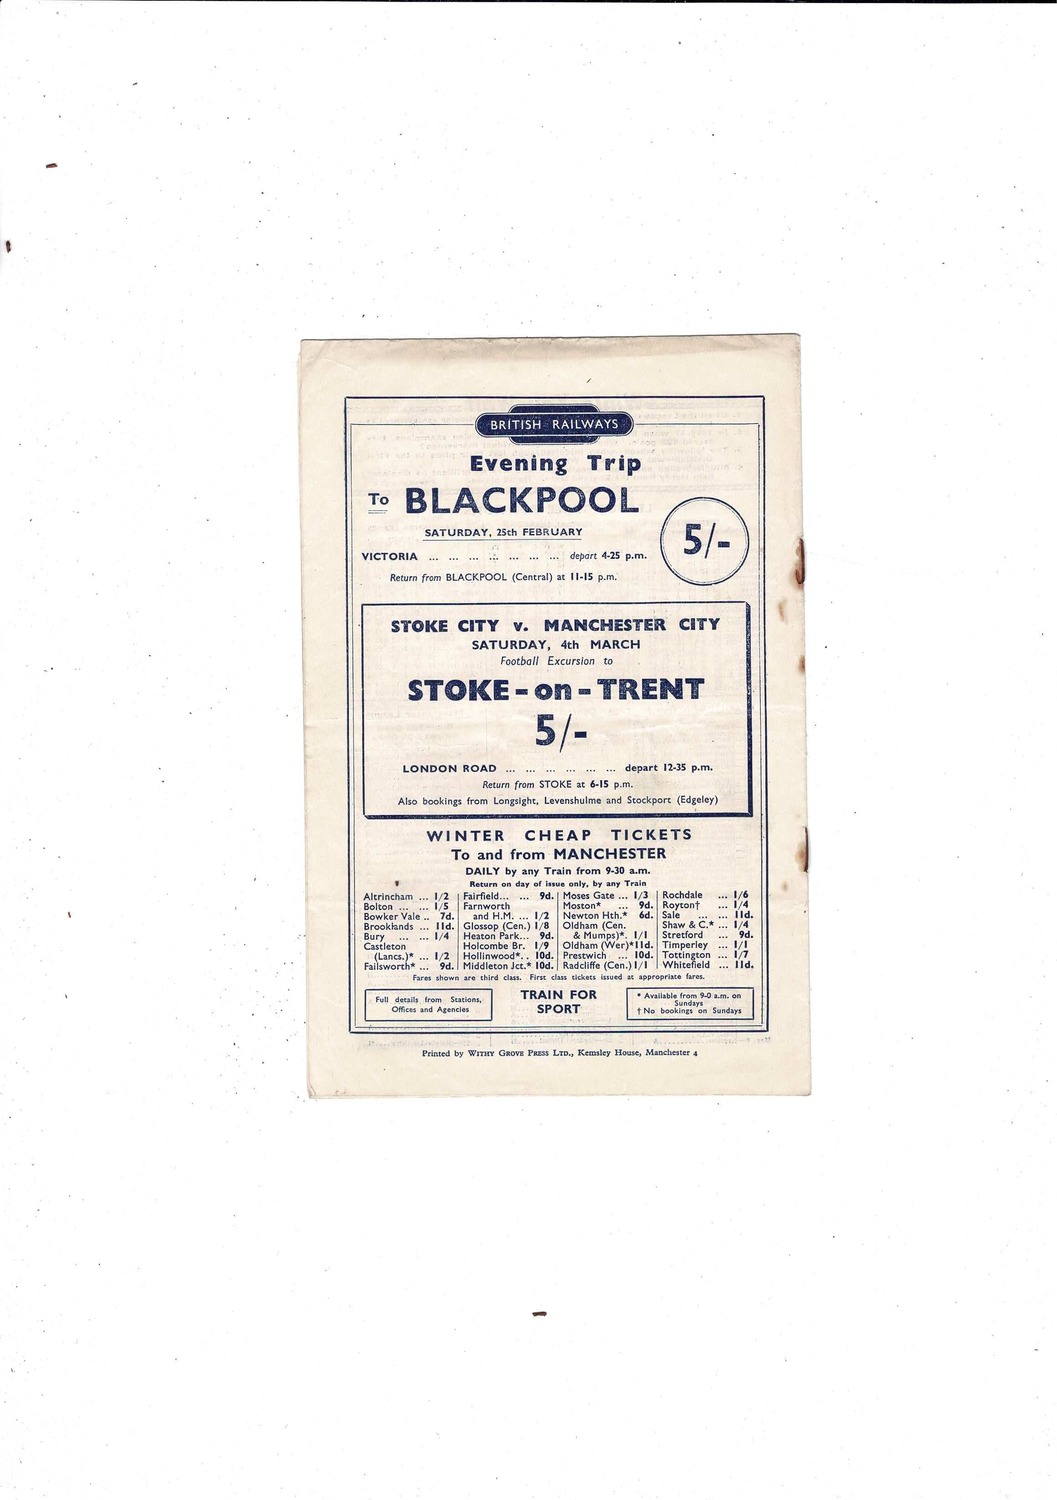 BRITISH RAILWAYS
Evening Trip
To BLACKPOOL
5/-
SATURDAY, 25th FEBRUARY
VICTORIA ... ... ... ... ... ... ... depart 4-25 p.m.
Return from BLACKPOOL (Central) at 11-15 p.m.
STOKE CITY v. MANCHESTER CITY
SATURDAY, 4th MARCH
Football Excursion to
STOKE-on-TRENT
5/-
LONDON ROAD ... ... ... ... ... ... depart 12-35 p.m.
Return from STOKE at 6-15 p.m.
Also bookings from Longsight, Levenshulme and Stockport (Edgeley)
WINTER CHEAP TICKETS
To and from MANCHESTER
DAILY by any Train from 9-30 a.m.
Return on day of issue only, by any Train
Altrincham ... 1/2
Bolton ... ... 1/5
Bowker Vale .. 7d.
Brooklands ... 11d.
Bury ... ... 1/4
Castleton
(Lancs.)* ... 1/2
Failsworth* ... 9d.
Fairfield... ... 9d.
Farnworth
and H.M. ... 1/2
Glossop (Cen.) 1/8
Heaton Park... 9d.
Holcombe Br. 1/9
Hollinwood*.. 10d.
Middleton Jct.* 10d.
Moses Gate ... 1/3
Moston* ... 9d.
Newton Hth.* 6d.
Oldham (Cen.
& Mumps)*. 1/1
Oldham (Wer)*11d.
Prestwich ... 10d.
Radcliffe (Cen.) 1/1
Rochdale ... 1/6
Royton† ... 1/4
Sale ... ... 11d.
Shaw & C.* ... 1/4
Stretford ... 9d.
Timperley ... 1/1
Tottington ... 1/7
Whitefield ... 11d.
Fares shown are third class. First class tickets issued at appropriate fares.
Full details from Stations,
Offices and Agencies
TRAIN FOR
SPORT
* Available from 9-0 a.m. on
Sundays
† No bookings on Sundays
Printed by WITHY GROVE PRESS LTD., Kemsley House, Manchester 4